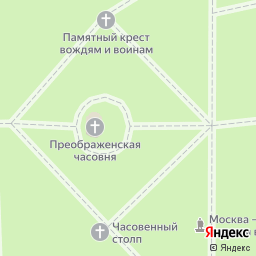 Памятный крест
вождям и воинам
Преображенская
часовня
Часовенный
столп
Москва –
Яндекс
Яндекс